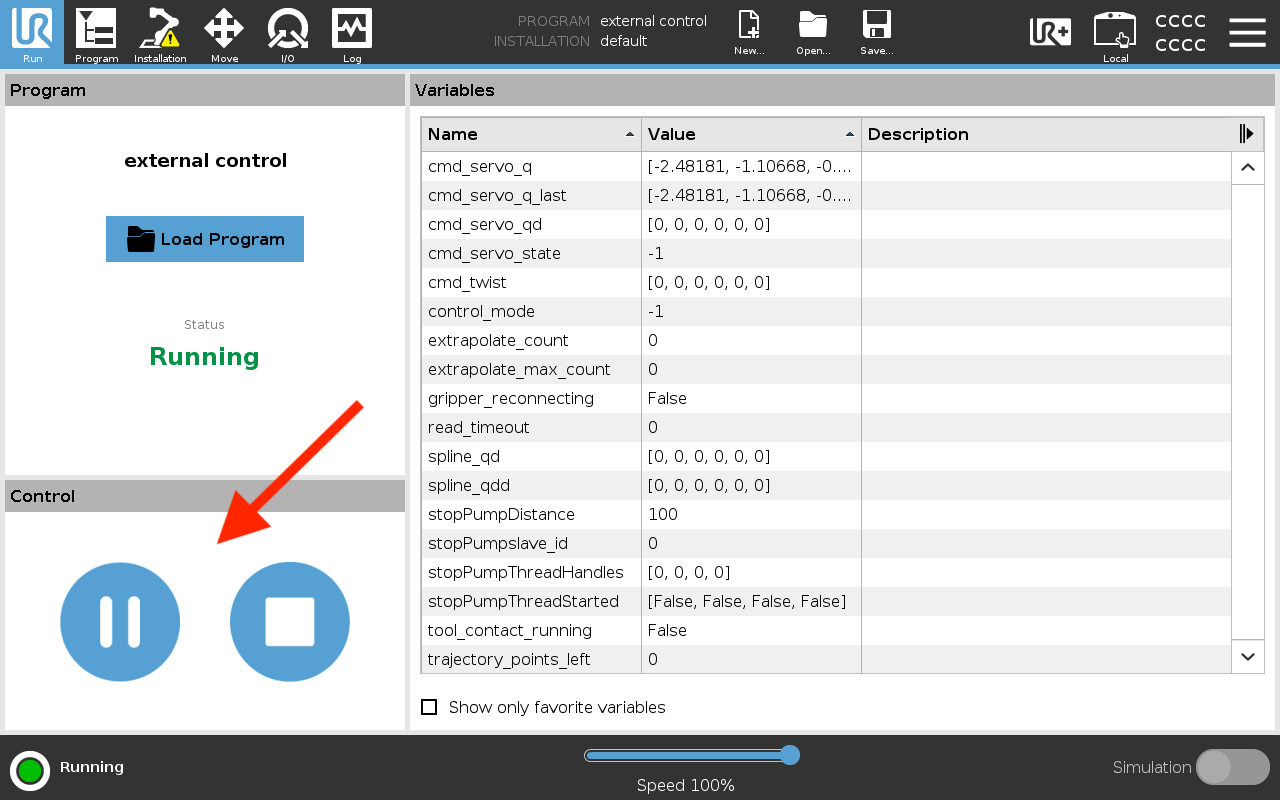 UR
Run
Program
Installation
Move
I/O
Log
PROGRAM external control
INSTALLATION default
New...
Open...
Save...
UR+
Local
CCCC
CCCC
Program
external control
Load Program
Status
Running
Control
Variables
Name Value Description
cmd_servo_q [-2.48181, -1.10668, -0....
cmd_servo_q_last [-2.48181, -1.10668, -0....
cmd_servo_qd [0, 0, 0, 0, 0, 0]
cmd_servo_state -1
cmd_twist [0, 0, 0, 0, 0, 0]
control_mode -1
extrapolate_count 0
extrapolate_max_count 0
gripper_reconnecting False
read_timeout 0
spline_qd [0, 0, 0, 0, 0, 0]
spline_qdd [0, 0, 0, 0, 0, 0]
stopPumpDistance 100
stopPumpslave_id 0
stopPumpThreadHandles [0, 0, 0, 0]
stopPumpThreadStarted [False, False, False, False]
tool_contact_running False
trajectory_points_left 0
Show only favorite variables
Running
Speed 100%
Simulation